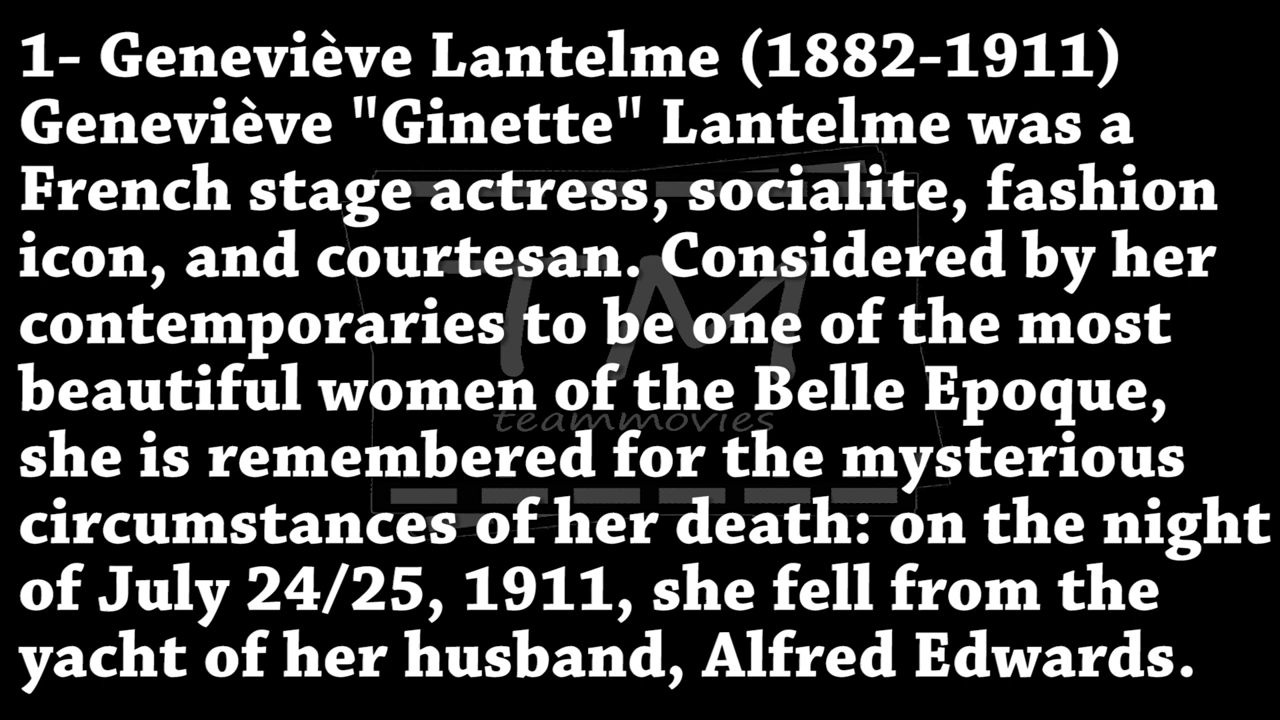 1- Geneviève Lantelme (1882-1911)
Geneviève "Ginette" Lantelme was a
French stage actress, socialite, fashion
icon, and courtesan. Considered by her
contemporaries to be one of the most
beautiful women of the Belle Epoque,
she is remembered for the mysterious
circumstances of her death: on the night
of July 24/25, 1911, she fell from the
yacht of her husband, Alfred Edwards.
TM
teammovies